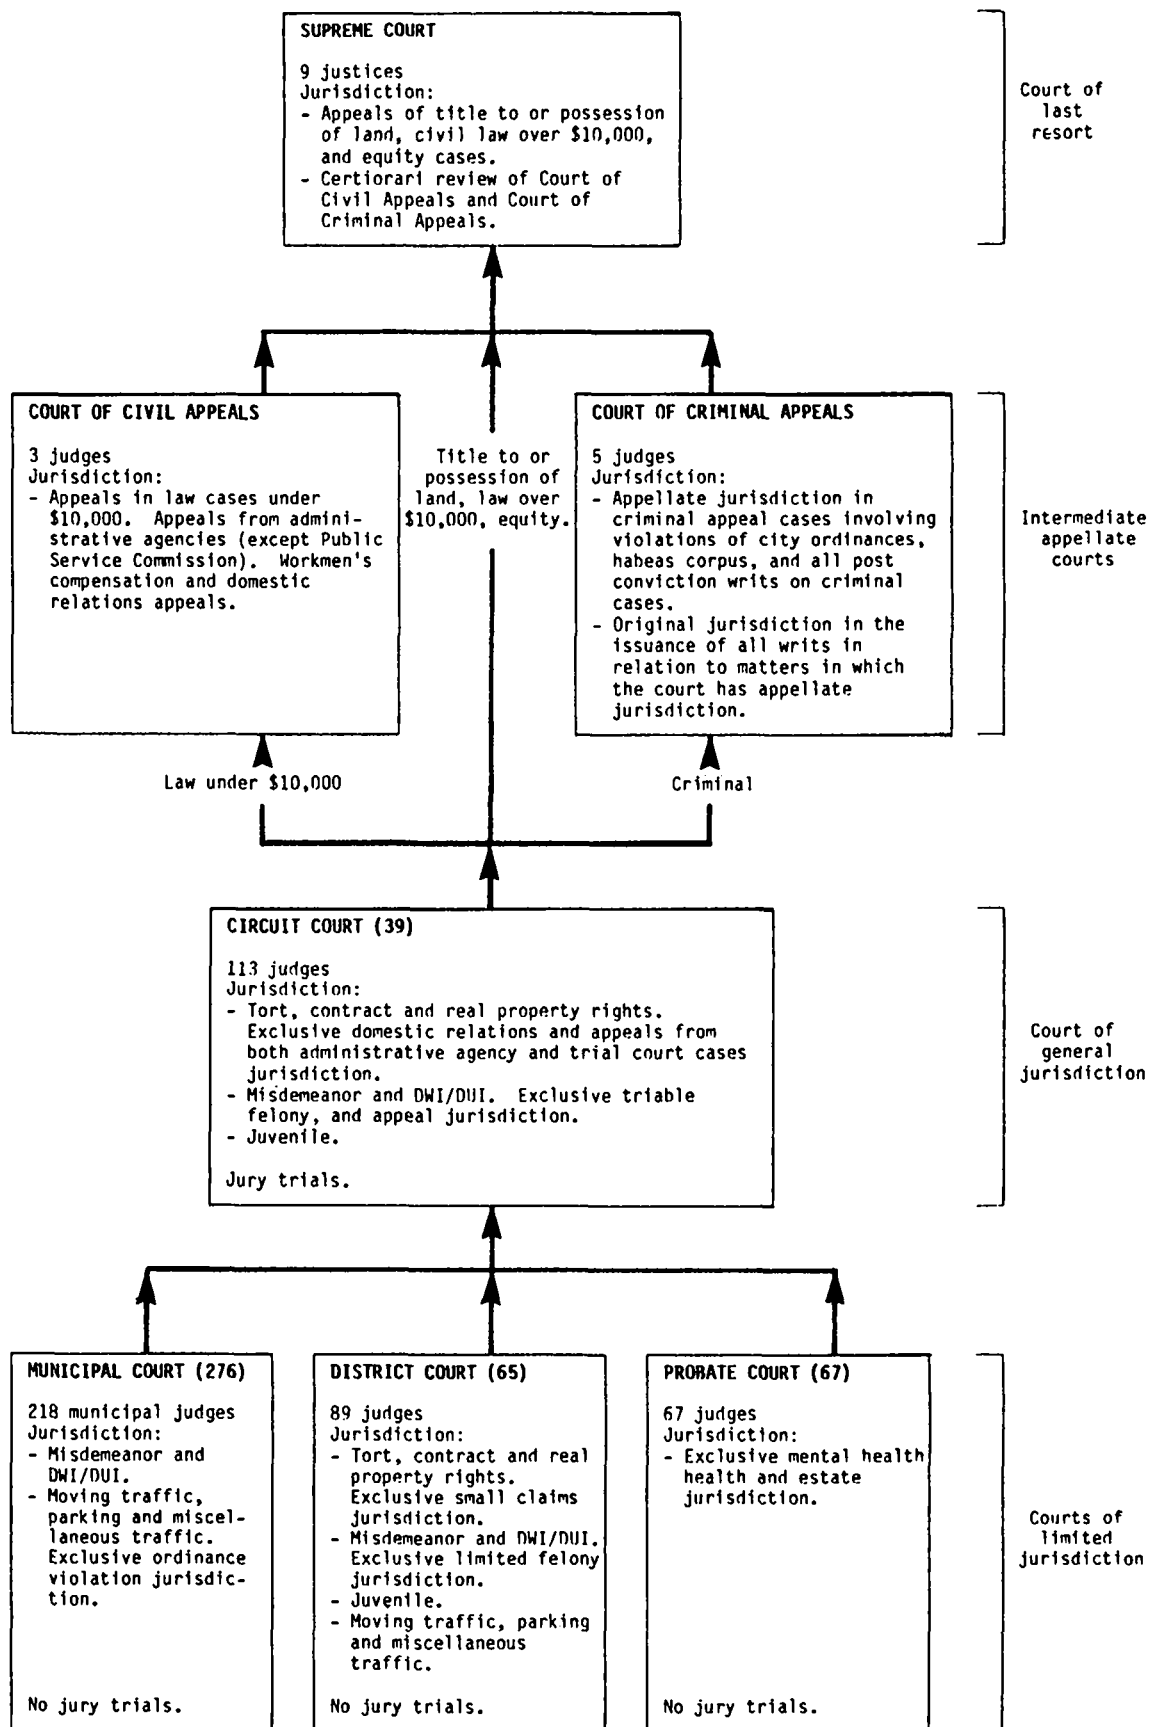 SUPREME COURT
9 justices
Jurisdiction:
- Appeals of title to or possession
of land, civil law over $10,000,
and equity cases.
- Certiorari review of Court of
Civil Appeals and Court of
Criminal Appeals.
Court of
last
resort
COURT OF CIVIL APPEALS
3 judges
Jurisdiction:
- Appeals in law cases under
$10,000. Appeals from admini-
strative agencies (except Public
Service Commission). Workmen's
compensation and domestic
relations appeals.
Title to or
possession of
land, law over
$10,000, equity.
COURT OF CRIMINAL APPEALS
5 judges
Jurisdiction:
- Appellate jurisdiction in
criminal appeal cases involving
violations of city ordinances,
habeas corpus, and all post
conviction writs on criminal
cases.
- Original jurisdiction in the
issuance of all writs in
relation to matters in which
the court has appellate
jurisdiction.
Intermediate
appellate
courts
Law under $10,000
Criminal
CIRCUIT COURT (39)
113 judges
Jurisdiction:
- Tort, contract and real property rights.
Exclusive domestic relations and appeals from
both administrative agency and trial court cases
jurisdiction.
- Misdemeanor and DWI/DUI. Exclusive triable
felony, and appeal jurisdiction.
- Juvenile.
Jury trials.
Court of
general
jurisdiction
MUNICIPAL COURT (276)
218 municipal judges
Jurisdiction:
- Misdemeanor and
DWI/DUI.
- Moving traffic,
parking and miscel-
laneous traffic.
Exclusive ordinance
violation jurisdic-
tion.
No jury trials.
DISTRICT COURT (65)
89 judges
Jurisdiction:
- Tort, contract and real
property rights.
Exclusive small claims
jurisdiction.
- Misdemeanor and DWI/DUI.
Exclusive limited felony
jurisdiction.
- Juvenile.
- Moving traffic, parking
and miscellaneous
traffic.
No jury trials.
PROBATE COURT (67)
67 judges
Jurisdiction:
- Exclusive mental health
health and estate
jurisdiction.
No jury trials.
Courts of
limited
jurisdiction